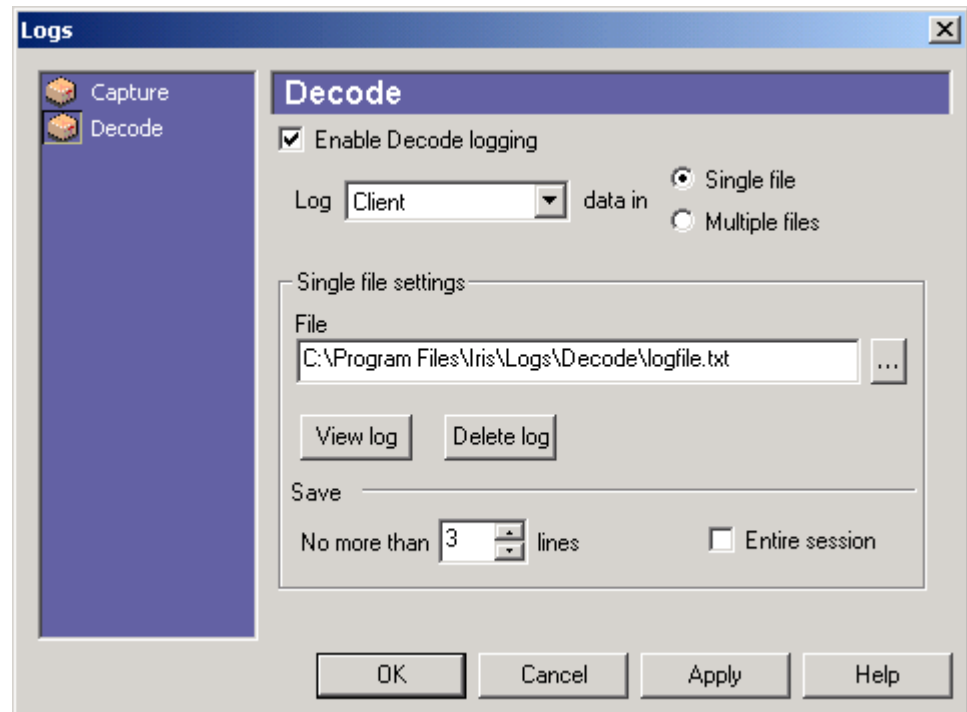 Logs
Capture
Decode
Decode
Enable Decode logging
Log Client data in
Single file
Multiple files
Single file settings
File
C:\Program Files\Iris\Logs\Decode\logfile.txt ...
View log Delete log
Save
No more than 3 lines Entire session
OK Cancel Apply Help